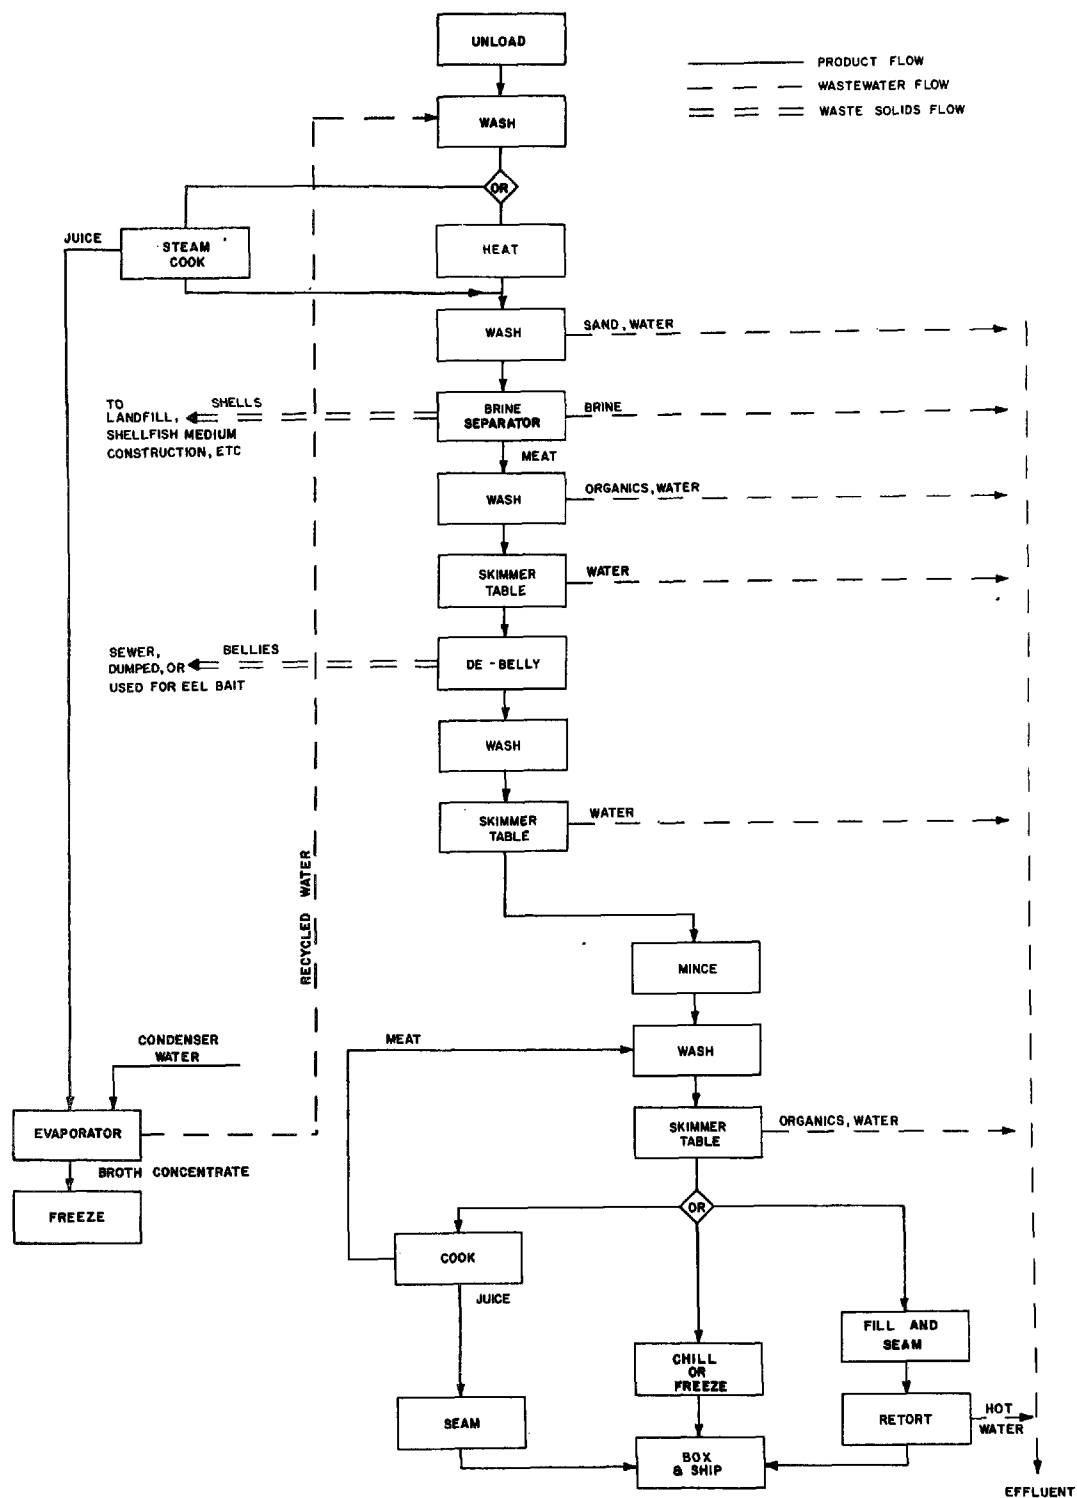 UNLOAD
PRODUCT FLOW
WASTEWATER FLOW
WASTE SOLIDS FLOW
WASH
OR
JUICE
STEAM
COOK
HEAT
WASH
SAND, WATER
TO
LANDFILL,
SHELLFISH MEDIUM
CONSTRUCTION, ETC
SHELLS
BRINE
SEPARATOR
BRINE
MEAT
WASH
ORGANICS, WATER
SKIMMER
TABLE
WATER
SEWER,
DUMPED, OR
USED FOR EEL BAIT
BELLIES
DE - BELLY
WASH
SKIMMER
TABLE
WATER
RECYCLED WATER
MINCE
CONDENSER
WATER
MEAT
WASH
EVAPORATOR
SKIMMER
TABLE
ORGANICS, WATER
BROTH CONCENTRATE
FREEZE
OR
COOK
JUICE
FILL AND
SEAM
CHILL
OR
FREEZE
SEAM
RETORT
HOT
WATER
BOX
& SHIP
EFFLUENT